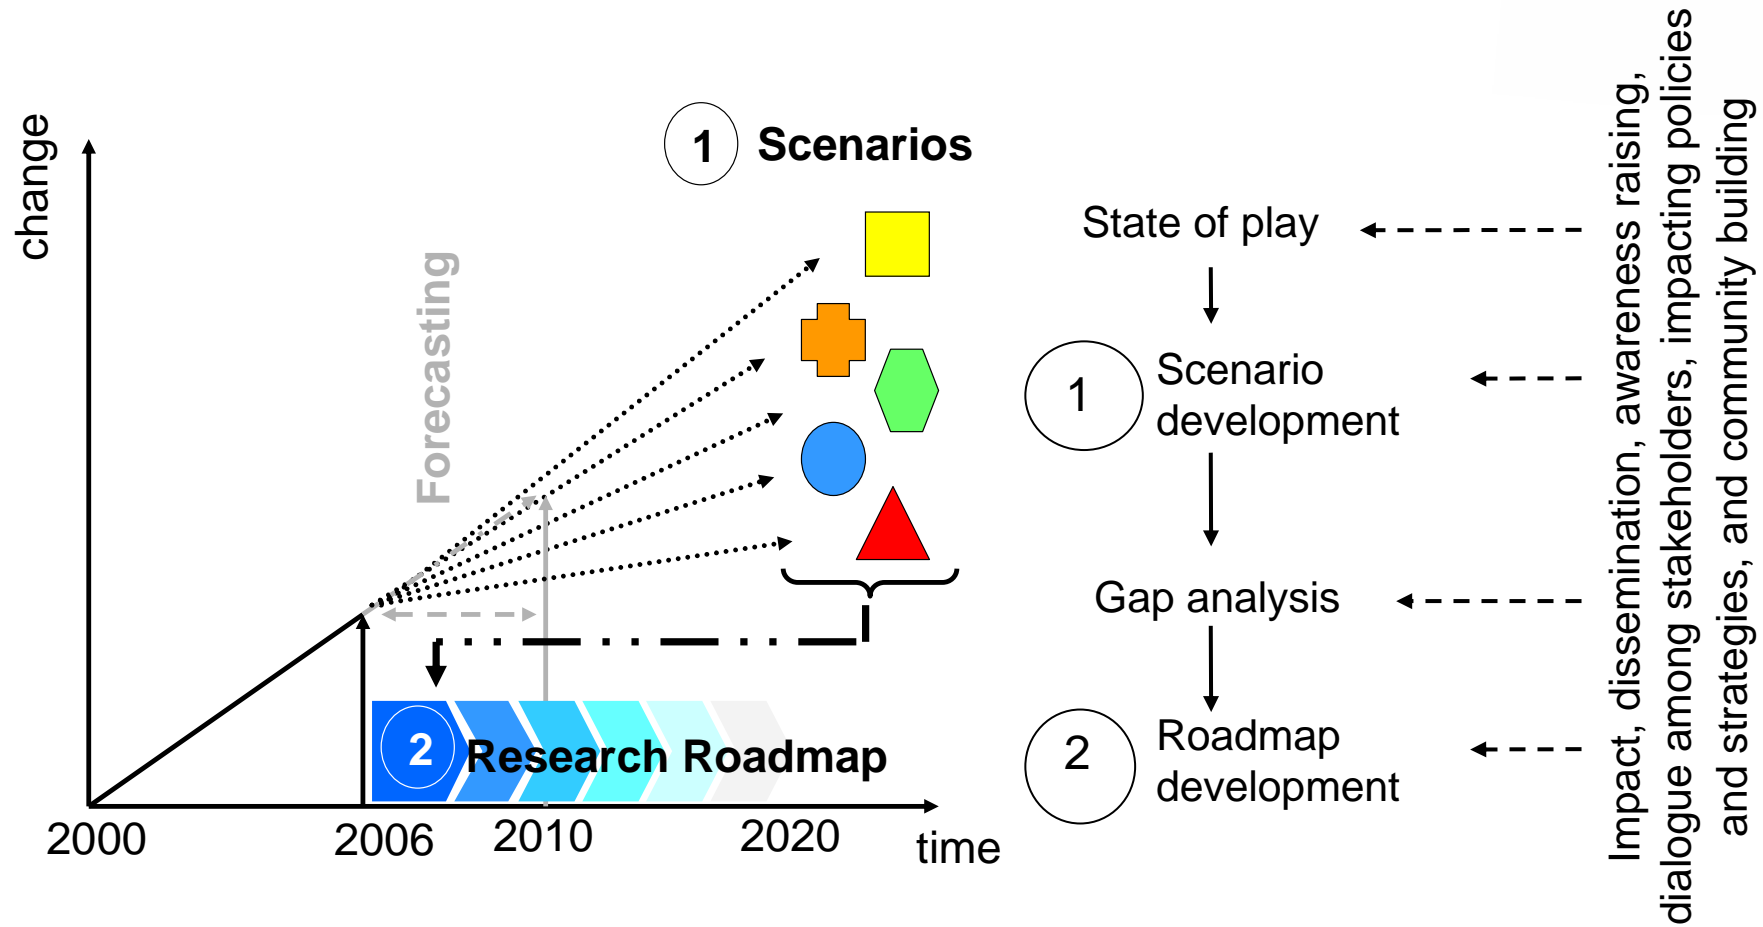 change
1 Scenarios
Forecasting
2 Research Roadmap
2000
2006
2010
2020
time
State of play
1
Scenario
development
Gap analysis
2
Roadmap
development
Impact, dissemination, awareness raising,
dialogue among stakeholders, impacting policies
and strategies, and community building